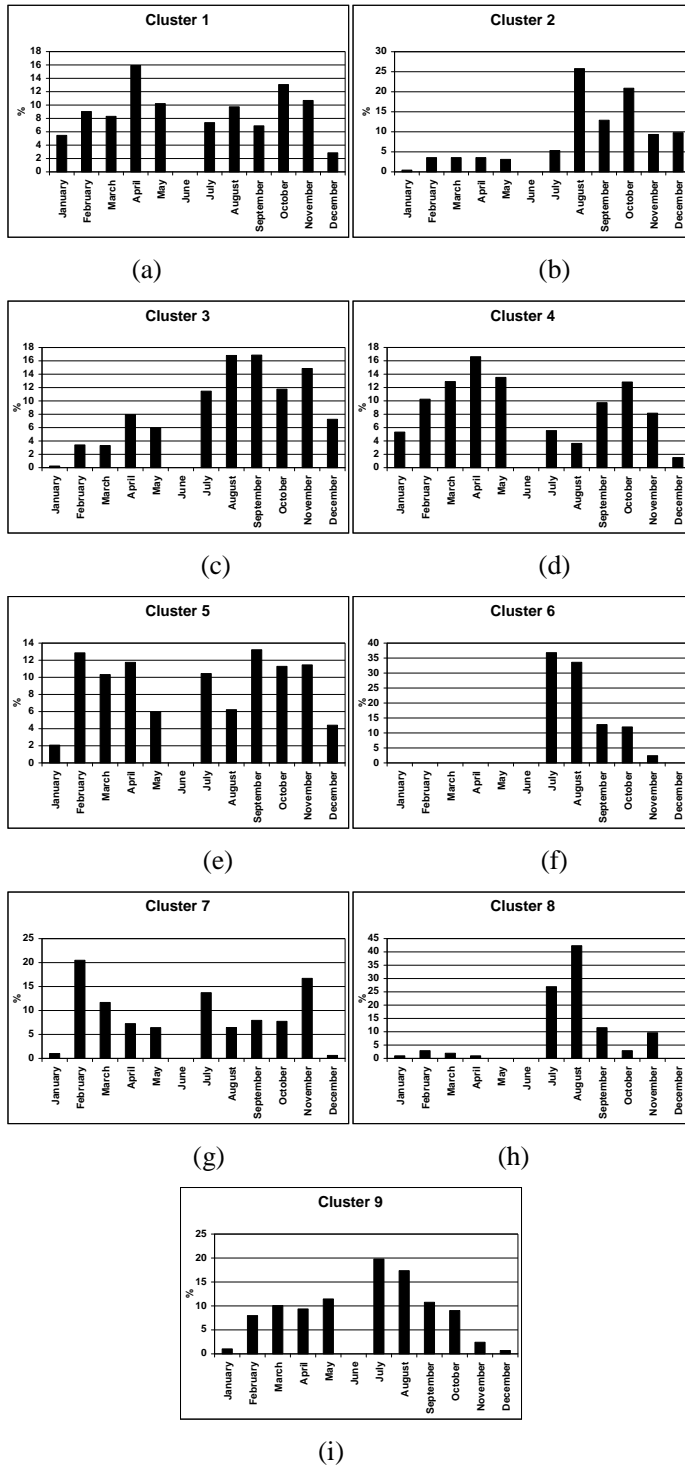 Cluster 1
18
16
14
12
10
8
6
4
2
0
%
January
February
March
April
May
June
July
August
September
October
November
December
(a)
Cluster 2
30
25
20
15
10
5
0
%
January
February
March
April
May
June
July
August
September
October
November
December
(b)
Cluster 3
18
16
14
12
10
8
6
4
2
0
%
January
February
March
April
May
June
July
August
September
October
November
December
(c)
Cluster 4
18
16
14
12
10
8
6
4
2
0
%
January
February
March
April
May
June
July
August
September
October
November
December
(d)
Cluster 5
14
12
10
8
6
4
2
0
%
January
February
March
April
May
June
July
August
September
October
November
December
(e)
Cluster 6
40
35
30
25
20
15
10
5
0
%
January
February
March
April
May
June
July
August
September
October
November
December
(f)
Cluster 7
25
20
15
10
5
0
%
January
February
March
April
May
June
July
August
September
October
November
December
(g)
Cluster 8
45
40
35
30
25
20
15
10
5
0
%
January
February
March
April
May
June
July
August
September
October
November
December
(h)
Cluster 9
25
20
15
10
5
0
%
January
February
March
April
May
June
July
August
September
October
November
December
(i)